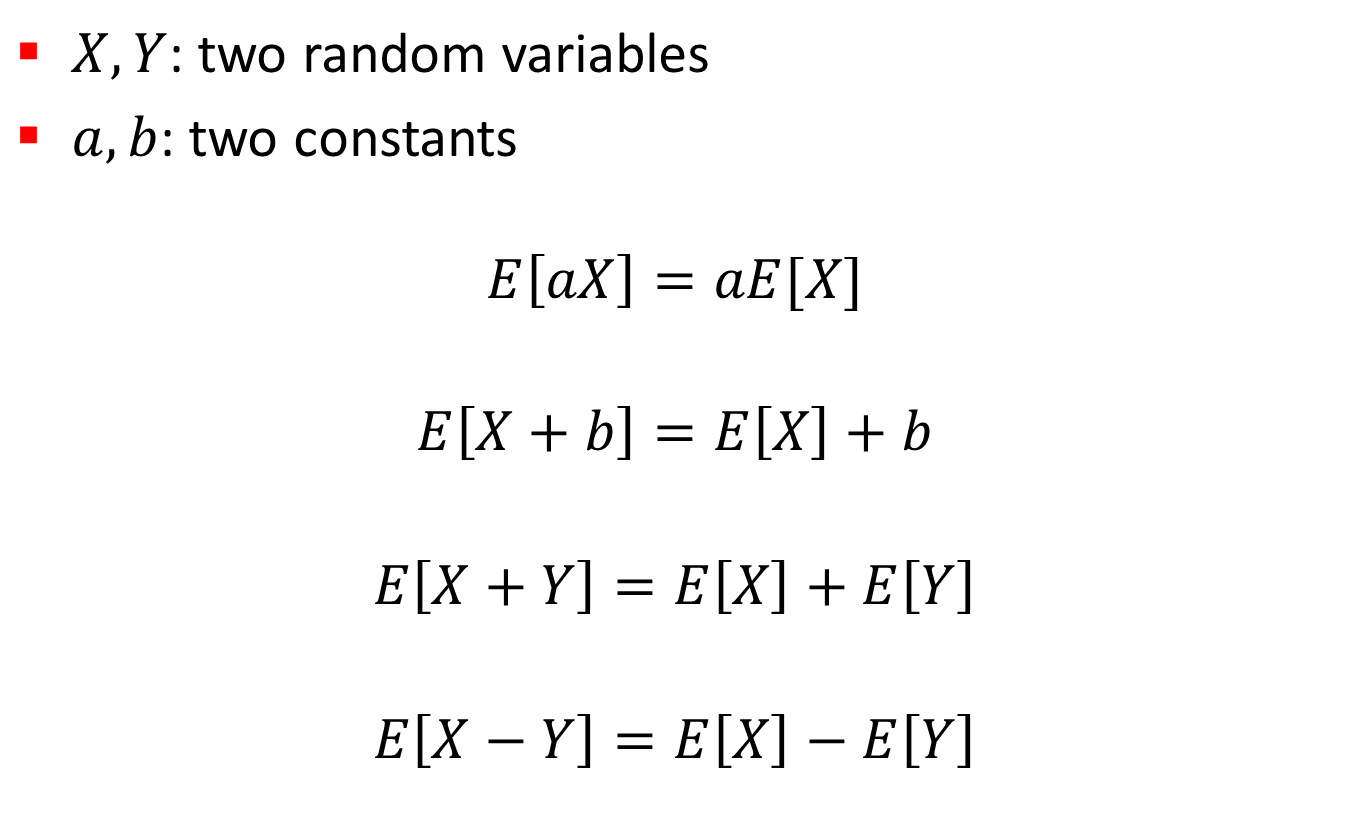 ▪ X, Y: two random variables
▪ a, b: two constants
E[aX] = aE[X]
E[X + b] = E[X] + b
E[X + Y] = E[X] + E[Y]
E[X − Y] = E[X] − E[Y]